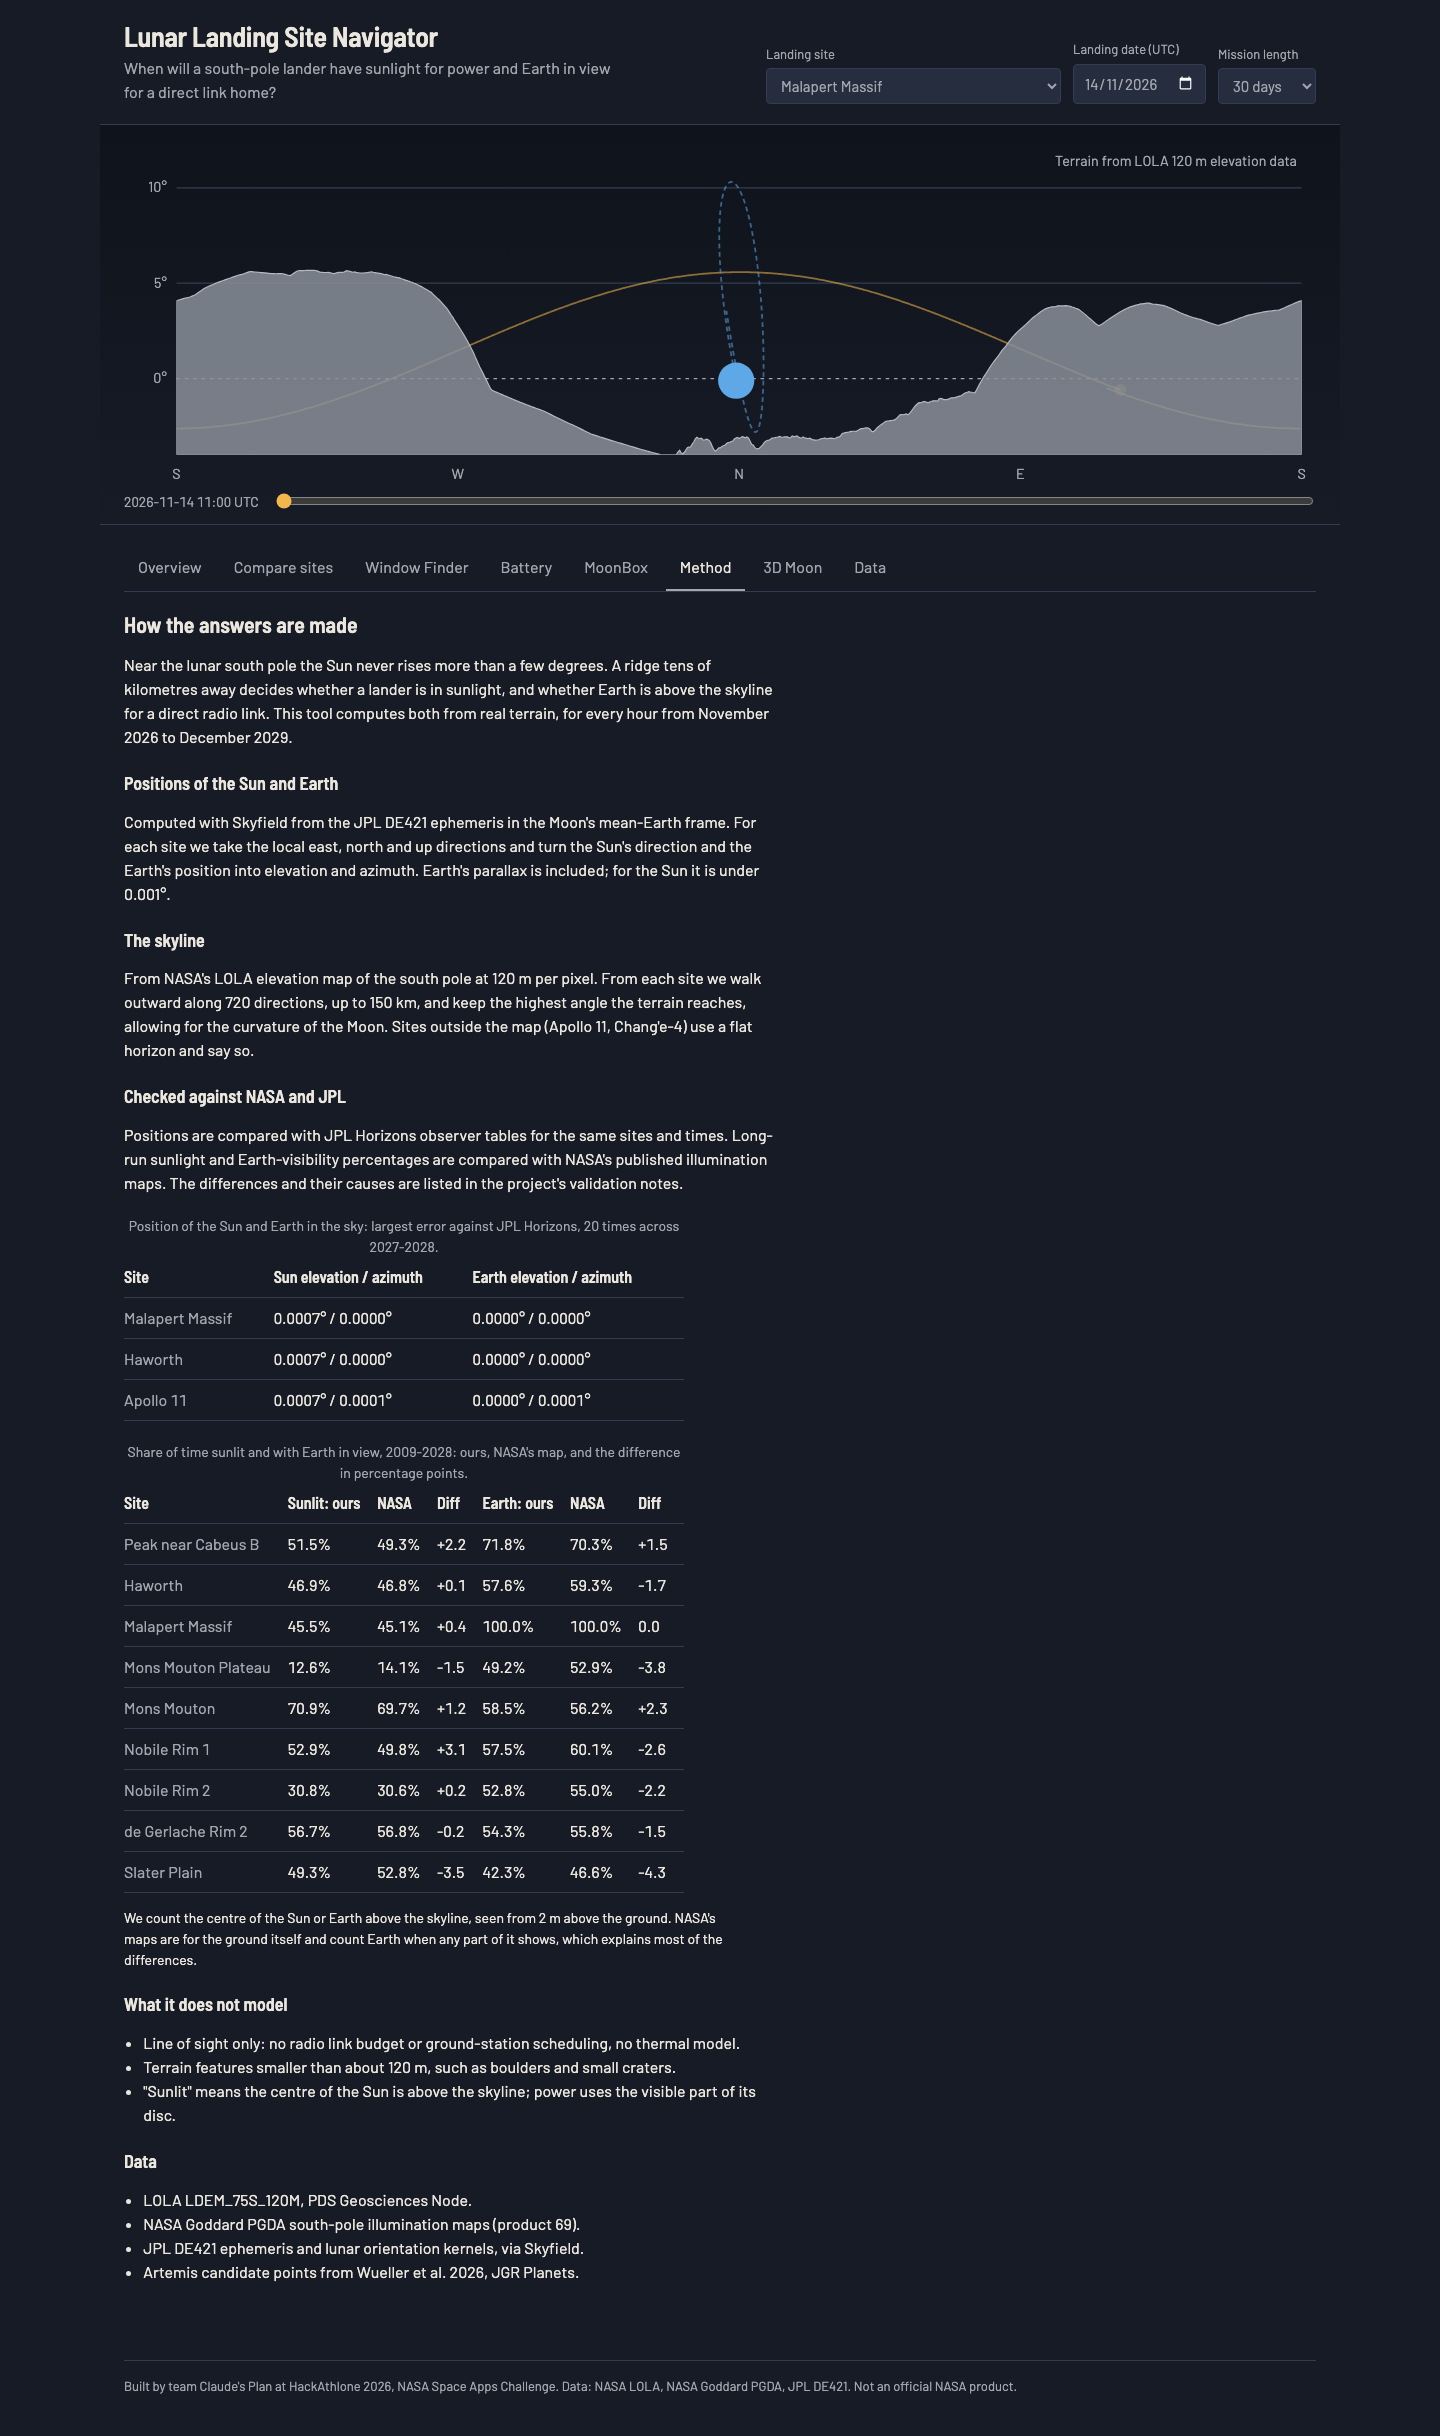 Lunar Landing Site Navigator
When will a south-pole lander have sunlight for power and Earth in view
for a direct link home?
Landing site
Malapert Massif
Landing date (UTC)
14/11/2026
Mission length
30 days
Terrain from LOLA 120 m elevation data
10°
5°
0°
S W N E S
2026-11-14 11:00 UTC
Overview Compare sites Window Finder Battery MoonBox Method 3D Moon Data
How the answers are made
Near the lunar south pole the Sun never rises more than a few degrees. A ridge tens of
kilometres away decides whether a lander is in sunlight, and whether Earth is above the skyline
for a direct radio link. This tool computes both from real terrain, for every hour from November
2026 to December 2029.
Positions of the Sun and Earth
Computed with Skyfield from the JPL DE421 ephemeris in the Moon's mean-Earth frame. For
each site we take the local east, north and up directions and turn the Sun's direction and the
Earth's position into elevation and azimuth. Earth's parallax is included; for the Sun it is under
0.001°.
The skyline
From NASA's LOLA elevation map of the south pole at 120 m per pixel. From each site we walk
outward along 720 directions, up to 150 km, and keep the highest angle the terrain reaches,
allowing for the curvature of the Moon. Sites outside the map (Apollo 11, Chang'e-4) use a flat
horizon and say so.
Checked against NASA and JPL
Positions are compared with JPL Horizons observer tables for the same sites and times. Long-
run sunlight and Earth-visibility percentages are compared with NASA's published illumination
maps. The differences and their causes are listed in the project's validation notes.
Position of the Sun and Earth in the sky: largest error against JPL Horizons, 20 times across
2027-2028.
Site Sun elevation / azimuth Earth elevation / azimuth
Malapert Massif 0.0007° / 0.0000° 0.0000° / 0.0000°
Haworth 0.0007° / 0.0000° 0.0000° / 0.0000°
Apollo 11 0.0007° / 0.0001° 0.0000° / 0.0001°
Share of time sunlit and with Earth in view, 2009-2028: ours, NASA's map, and the difference
in percentage points.
Site Sunlit: ours NASA Diff Earth: ours NASA Diff
Peak near Cabeus B 51.5% 49.3% +2.2 71.8% 70.3% +1.5
Haworth 46.9% 46.8% +0.1 57.6% 59.3% -1.7
Malapert Massif 45.5% 45.1% +0.4 100.0% 100.0% 0.0
Mons Mouton Plateau 12.6% 14.1% -1.5 49.2% 52.9% -3.8
Mons Mouton 70.9% 69.7% +1.2 58.5% 56.2% +2.3
Nobile Rim 1 52.9% 49.8% +3.1 57.5% 60.1% -2.6
Nobile Rim 2 30.8% 30.6% +0.2 52.8% 55.0% -2.2
de Gerlache Rim 2 56.7% 56.8% -0.2 54.3% 55.8% -1.5
Slater Plain 49.3% 52.8% -3.5 42.3% 46.6% -4.3
We count the centre of the Sun or Earth above the skyline, seen from 2 m above the ground. NASA's
maps are for the ground itself and count Earth when any part of it shows, which explains most of the
differences.
What it does not model
• Line of sight only: no radio link budget or ground-station scheduling, no thermal model.
• Terrain features smaller than about 120 m, such as boulders and small craters.
• "Sunlit" means the centre of the Sun is above the skyline; power uses the visible part of its
disc.
Data
• LOLA LDEM_75S_120M, PDS Geosciences Node.
• NASA Goddard PGDA south-pole illumination maps (product 69).
• JPL DE421 ephemeris and lunar orientation kernels, via Skyfield.
• Artemis candidate points from Wueller et al. 2026, JGR Planets.
Built by team Claude's Plan at HackAthlone 2026, NASA Space Apps Challenge. Data: NASA LOLA, NASA Goddard PGDA, JPL DE421. Not an official NASA product.